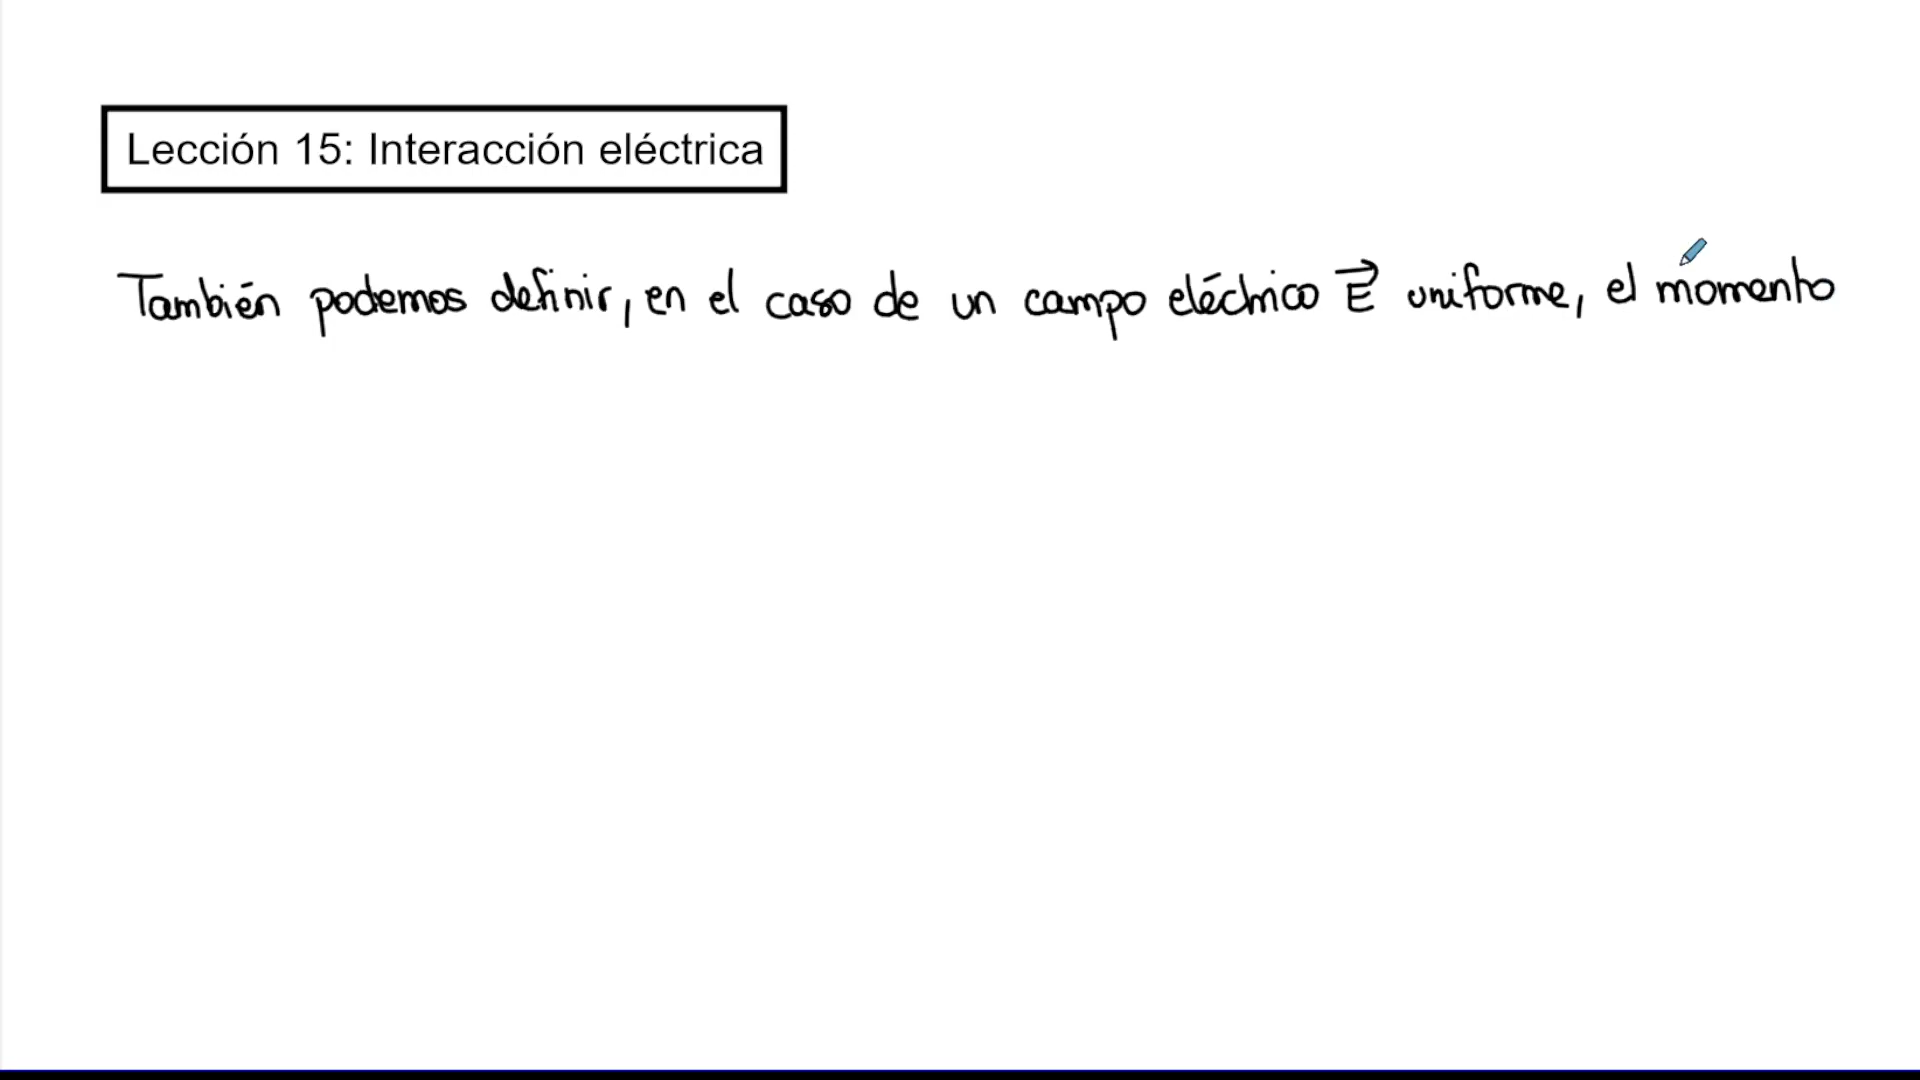 Lección 15: Interacción eléctrica
También podemos definir, en el caso de un campo eléctrico E⃗ uniforme, el momento